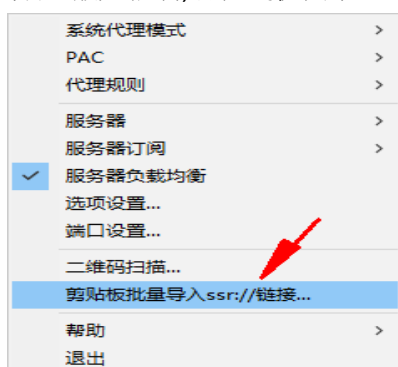 系统代理模式
PAC
代理规则
服务器
服务器订阅
服务器负载均衡
选项设置...
端口设置...
二维码扫描...
剪贴板批量导入ssr://链接...
帮助
退出